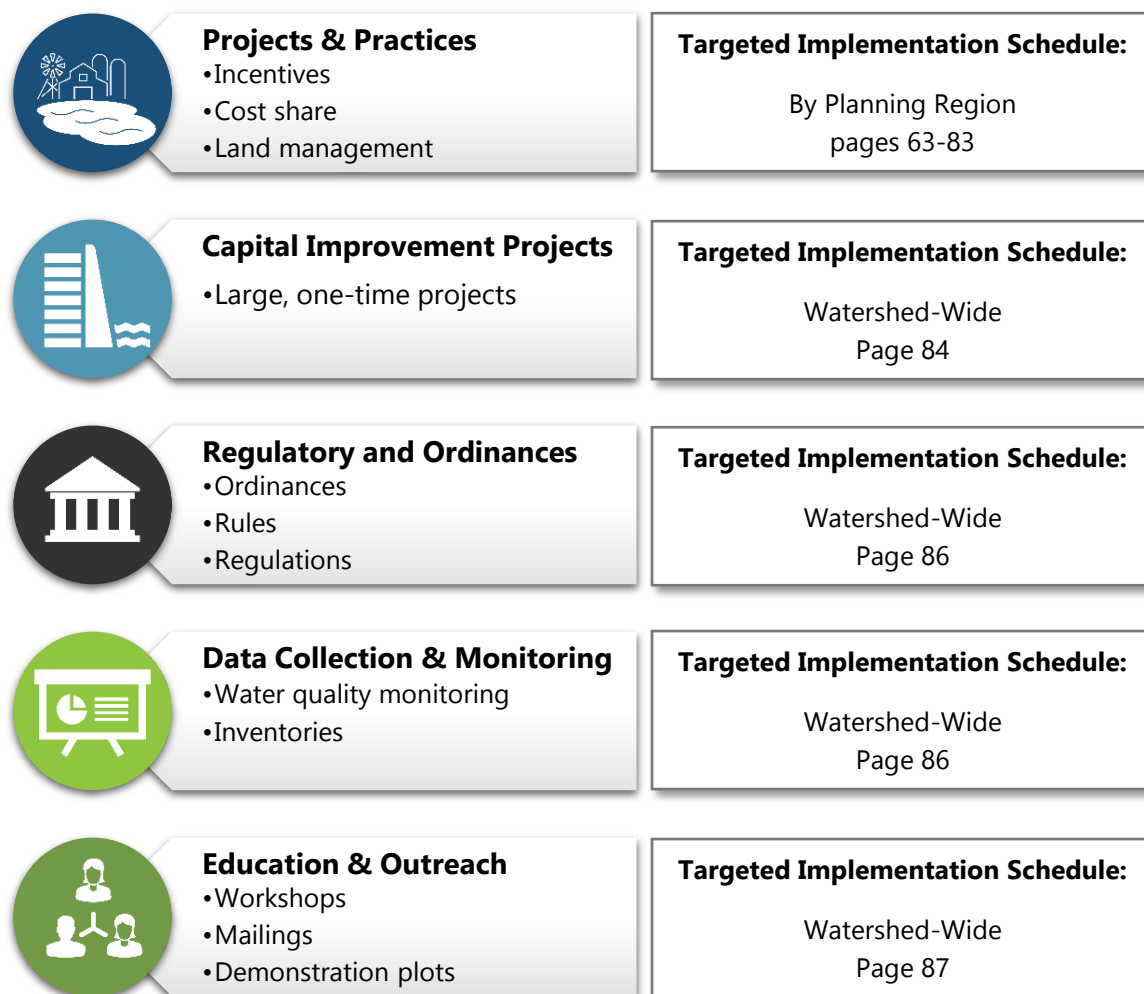 Projects & Practices
•Incentives
•Cost share
•Land management
Targeted Implementation Schedule:
By Planning Region
pages 63-83
Capital Improvement Projects
•Large, one-time projects
Targeted Implementation Schedule:
Watershed-Wide
Page 84
Regulatory and Ordinances
•Ordinances
•Rules
•Regulations
Targeted Implementation Schedule:
Watershed-Wide
Page 86
Data Collection & Monitoring
•Water quality monitoring
•Inventories
Targeted Implementation Schedule:
Watershed-Wide
Page 86
Education & Outreach
•Workshops
•Mailings
•Demonstration plots
Targeted Implementation Schedule:
Watershed-Wide
Page 87